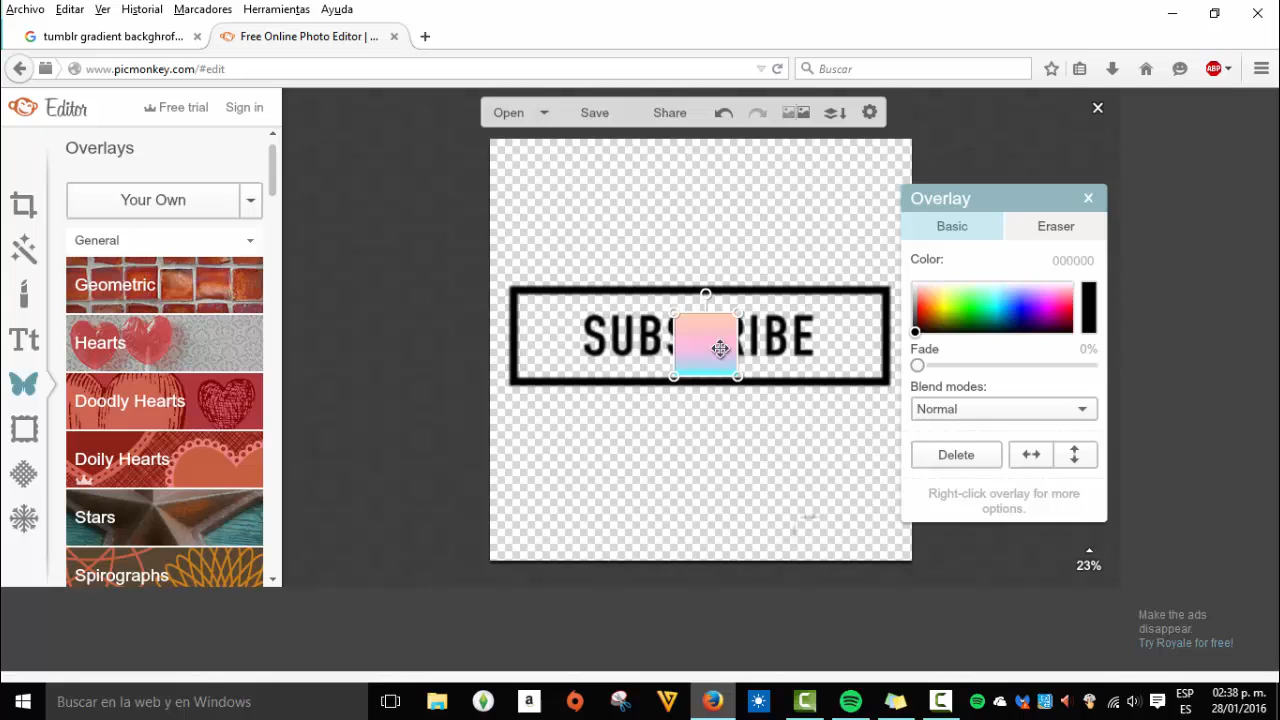 Archivo Editar Ver Historial Marcadores Herramientas Ayuda
tumblr gradient backghrof... Free Online Photo Editor | ...
www.picmonkey.com/#edit Buscar ABP
Editor Free trial Sign in
Open Save Share
Overlays
Your Own
General
Geometric
Hearts
Doodly Hearts
Doily Hearts
Stars
Spirographs
Tt
SUBS RIBE
Overlay
Basic Eraser
Color: 000000
Fade 0%
Blend modes:
Normal
Delete
Right-click overlay for more
options.
23%
Make the ads
disappear.
Try Royale for free!
Buscar en la web y en Windows
ESP
ES
02:38 p. m.
28/01/2016